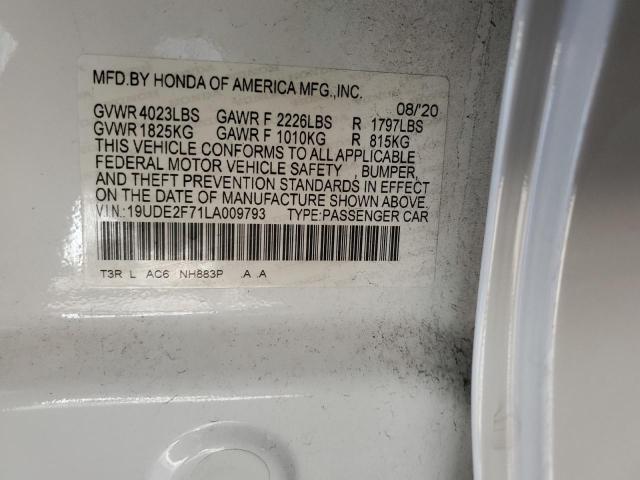 MFD.BY HONDA OF AMERICA MFG.,INC.
08/20
GVWR 4023LBS GAWR F 2226LBS R 1797LBS
GVWR 1825KG GAWR F 1010KG R 815KG
THIS VEHICLE CONFORMS TO ALL APPLICABLE
FEDERAL MOTOR VEHICLE SAFETY , BUMPER,
AND THEFT PREVENTION STANDARDS IN EFFECT
ON THE DATE OF MANUFACTURE SHOWN ABOVE.
VIN:19UDE2F71LA009793 TYPE:PASSENGER CAR
T3R L AC6 NH883P .A .A